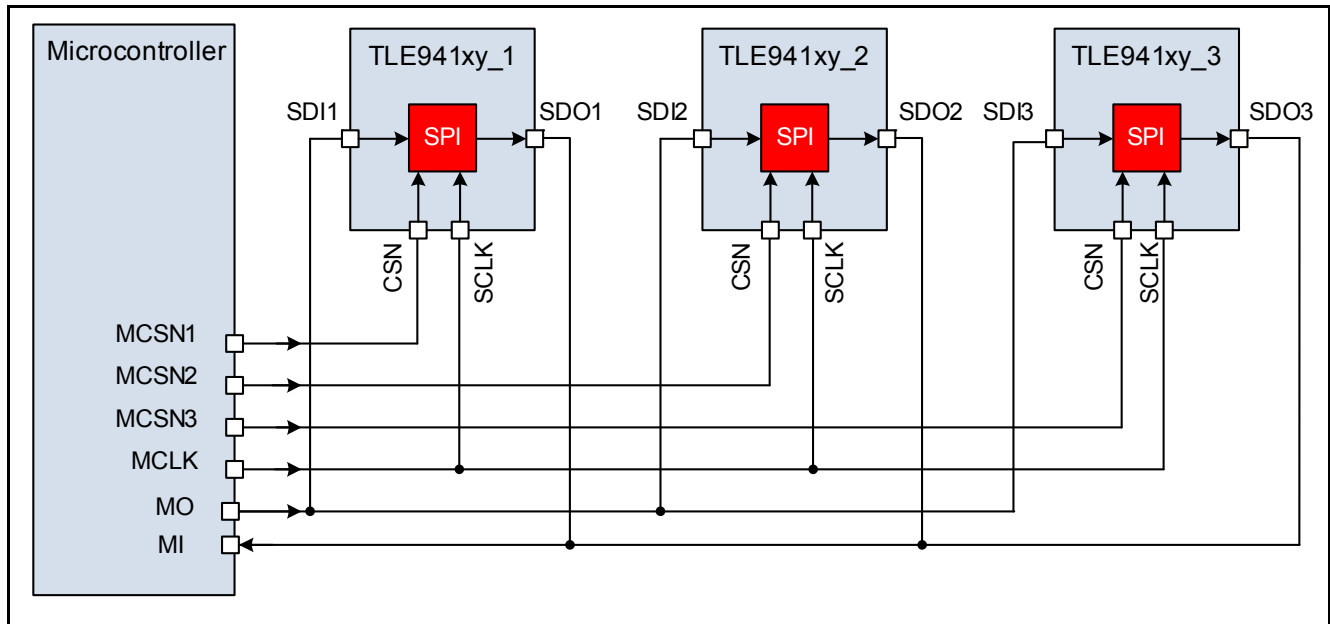 Microcontroller
TLE941xy_1
TLE941xy_2
TLE941xy_3
SDI1
SPI
SDO1
SDI2
SPI
SDO2
SDI3
SPI
SDO3
CSN
SCLK
CSN
SCLK
CSN
SCLK
MCSN1
MCSN2
MCSN3
MCLK
MO
MI